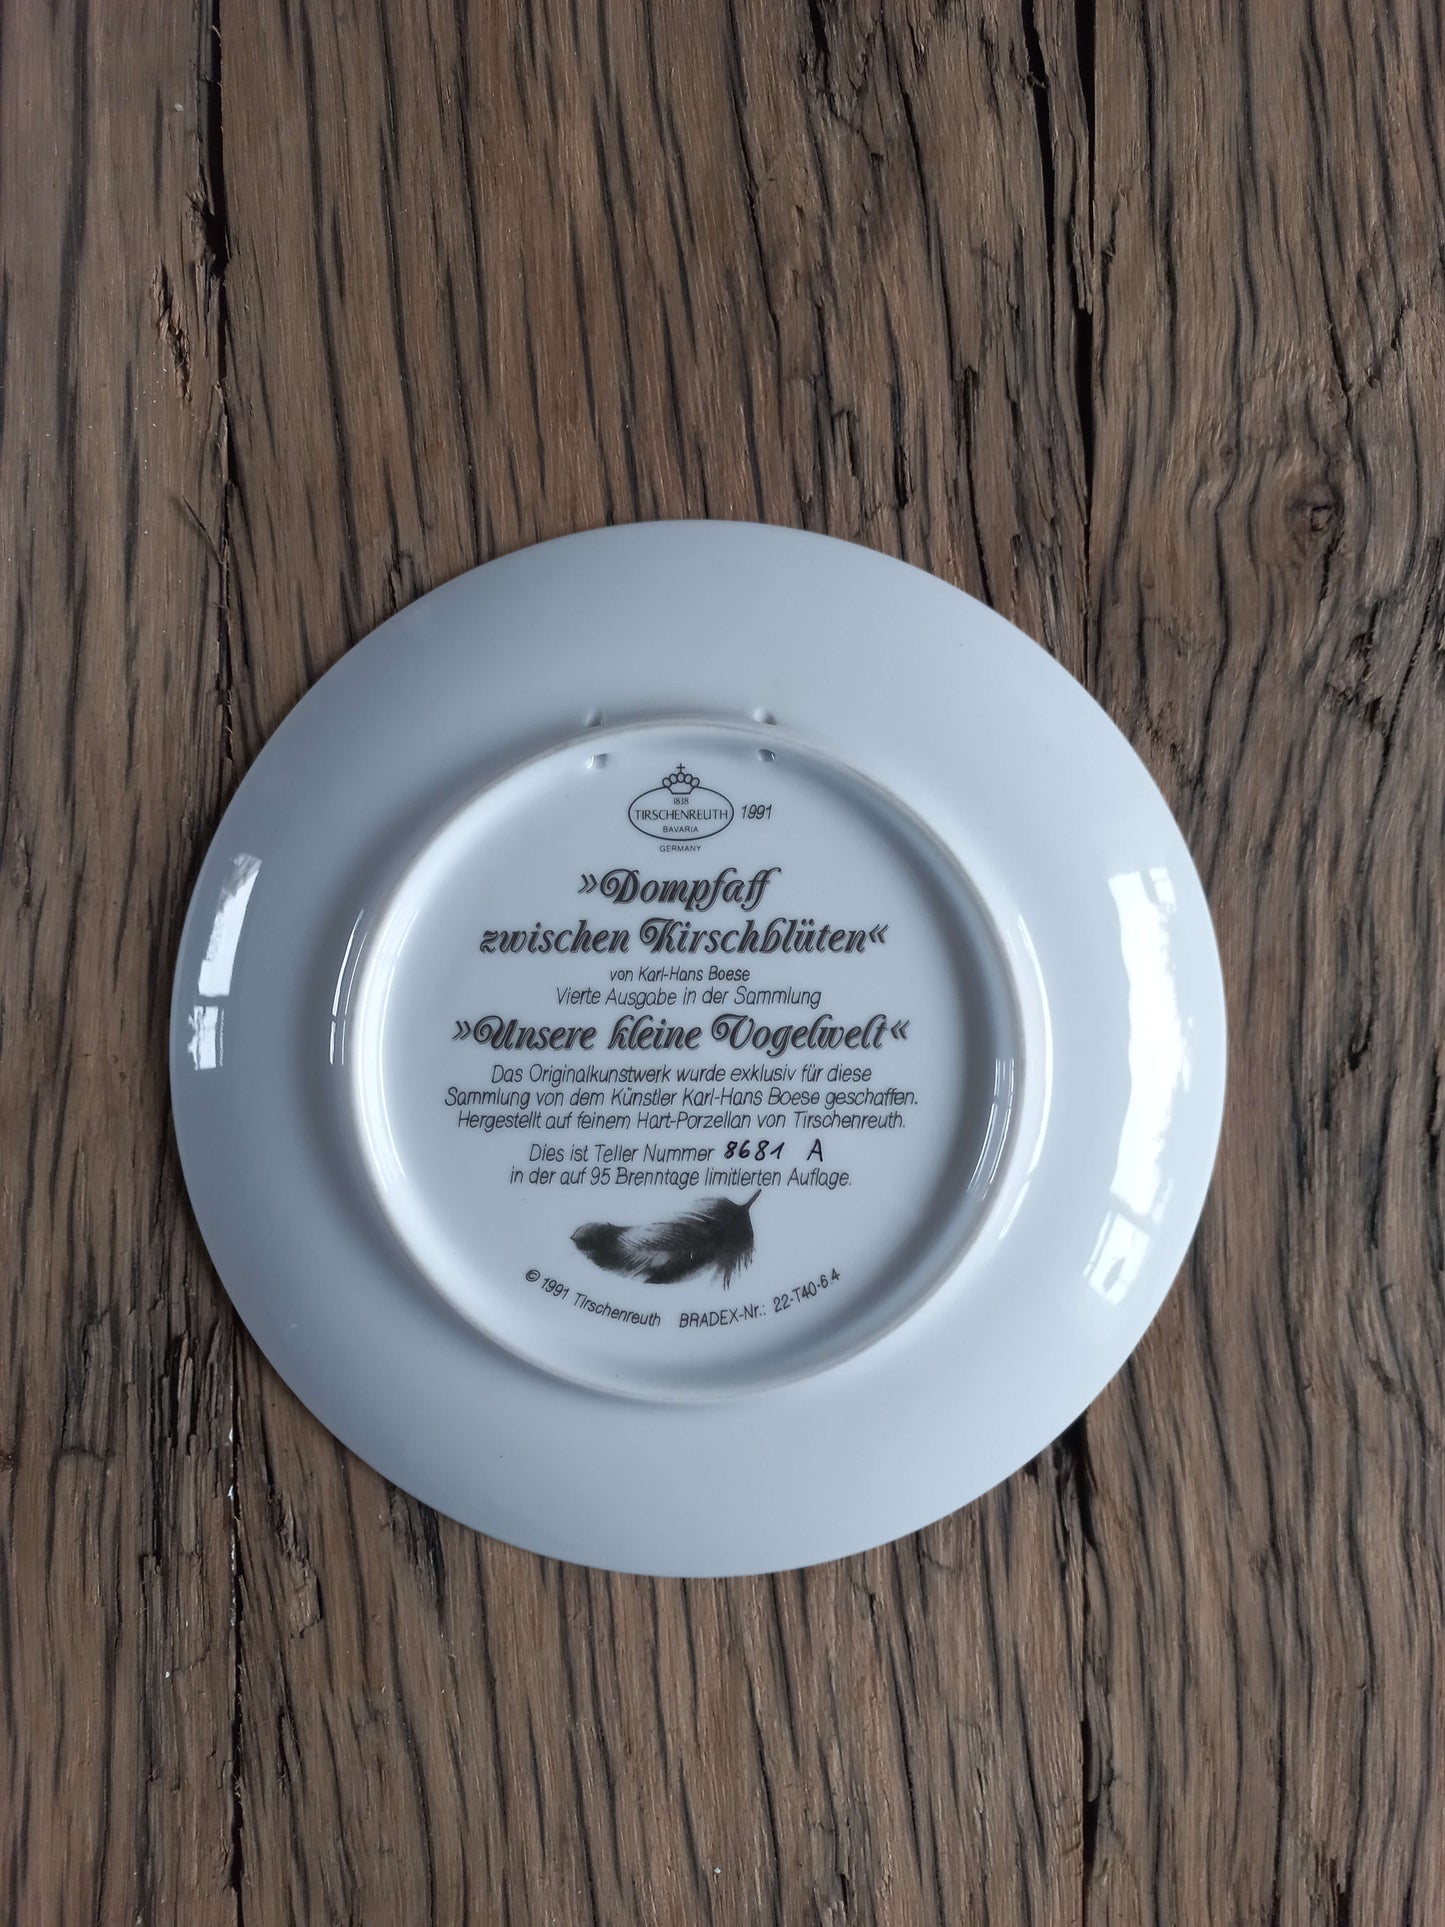 1838
TIRSCHENREUTH 1991
BAVARIA
GERMANY
»Dompfaff
zwischen Kirschblüten«
von Karl-Hans Boese
Vierte Ausgabe in der Sammlung
»Unsere kleine Vogelwelt«
Das Originalkunstwerk wurde exklusiv für diese
Sammlung von dem Künstler Karl-Hans Boese geschaffen.
Hergestellt auf feinem Hart-Porzellan von Tirschenreuth.
Dies ist Teller Nummer 8681 A
in der auf 95 Brenntage limitierten Auflage.
© 1991 Tirschenreuth BRADEX-Nr.: 22-T40-6.4